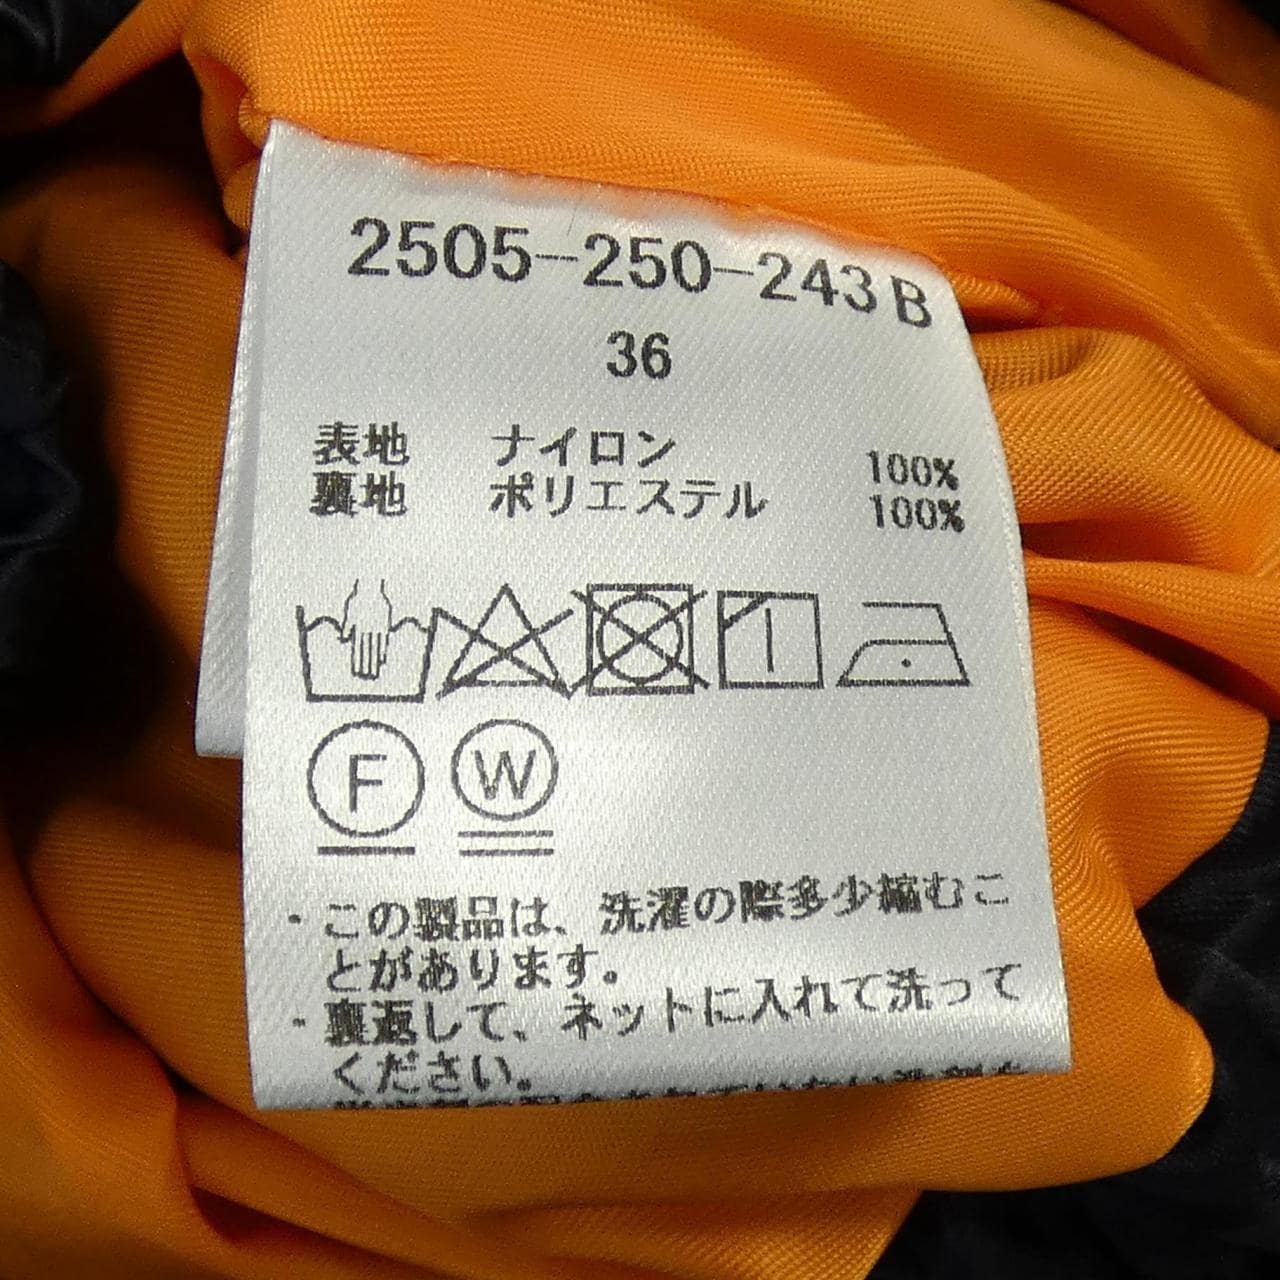 2505-250-243 B
36
表地 ナイロン 100%
裏地 ポリエステル 100%
F W
・この製品は、洗濯の際多少縮むこ
とがあります。
・裏返して、ネットに入れて洗って
ください。